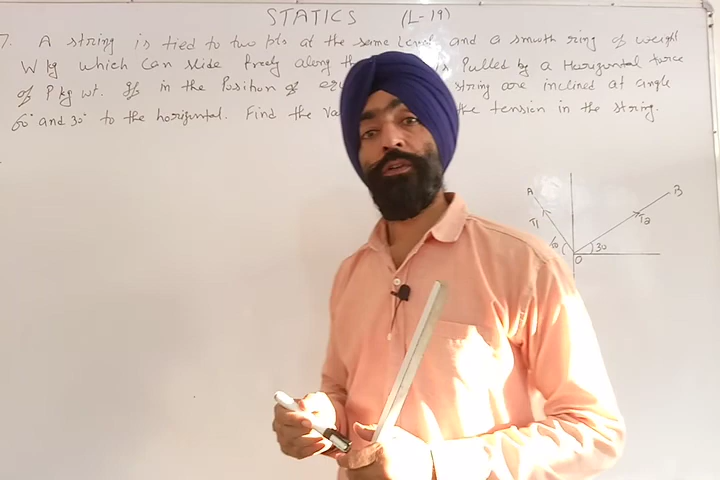 STATICS (L-19)
7. A string is tied to two pts at the same Level and a smooth ring of weight
W kg which can slide freely along the is Pulled by a Horizontal force
of P kg wt. If in the Position of string are inclined at angle
60° and 30° to the horizontal. Find the the tension in the string.
A B
T1 T2
60 30
O